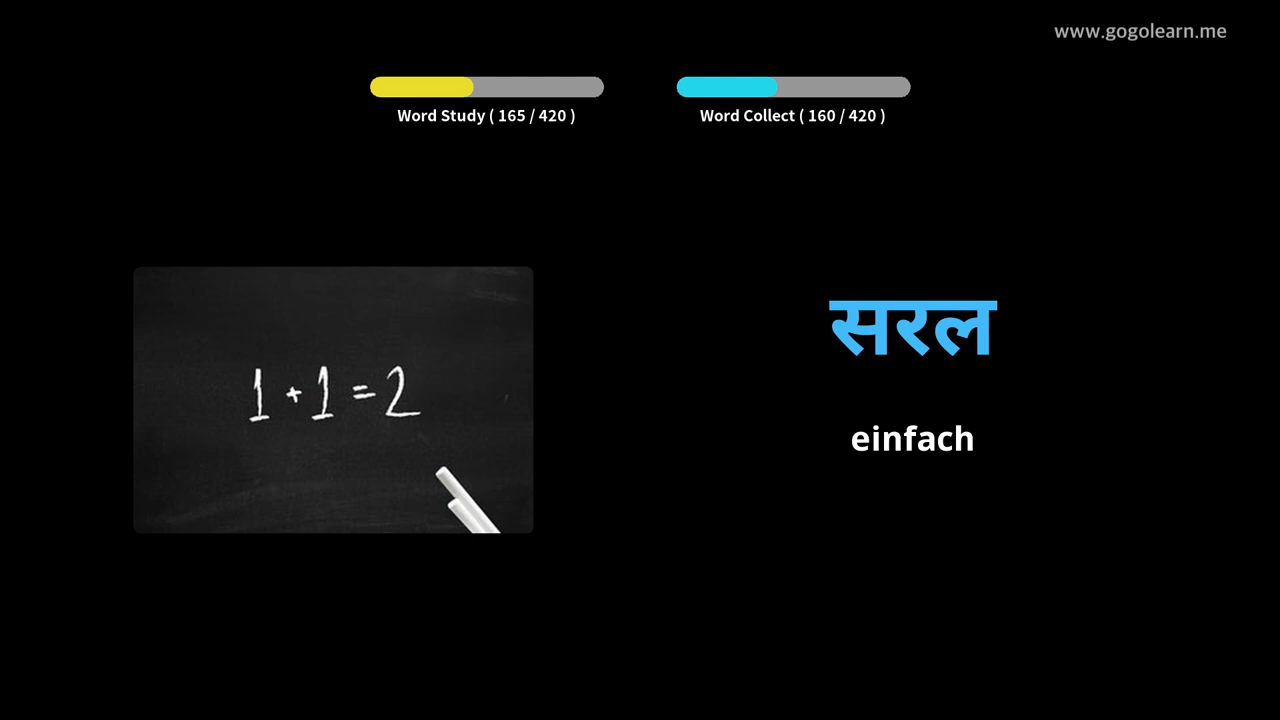 www.gogolearn.me
Word Study ( 165 / 420 )
Word Collect ( 160 / 420 )
1 + 1 = 2
सरल
einfach